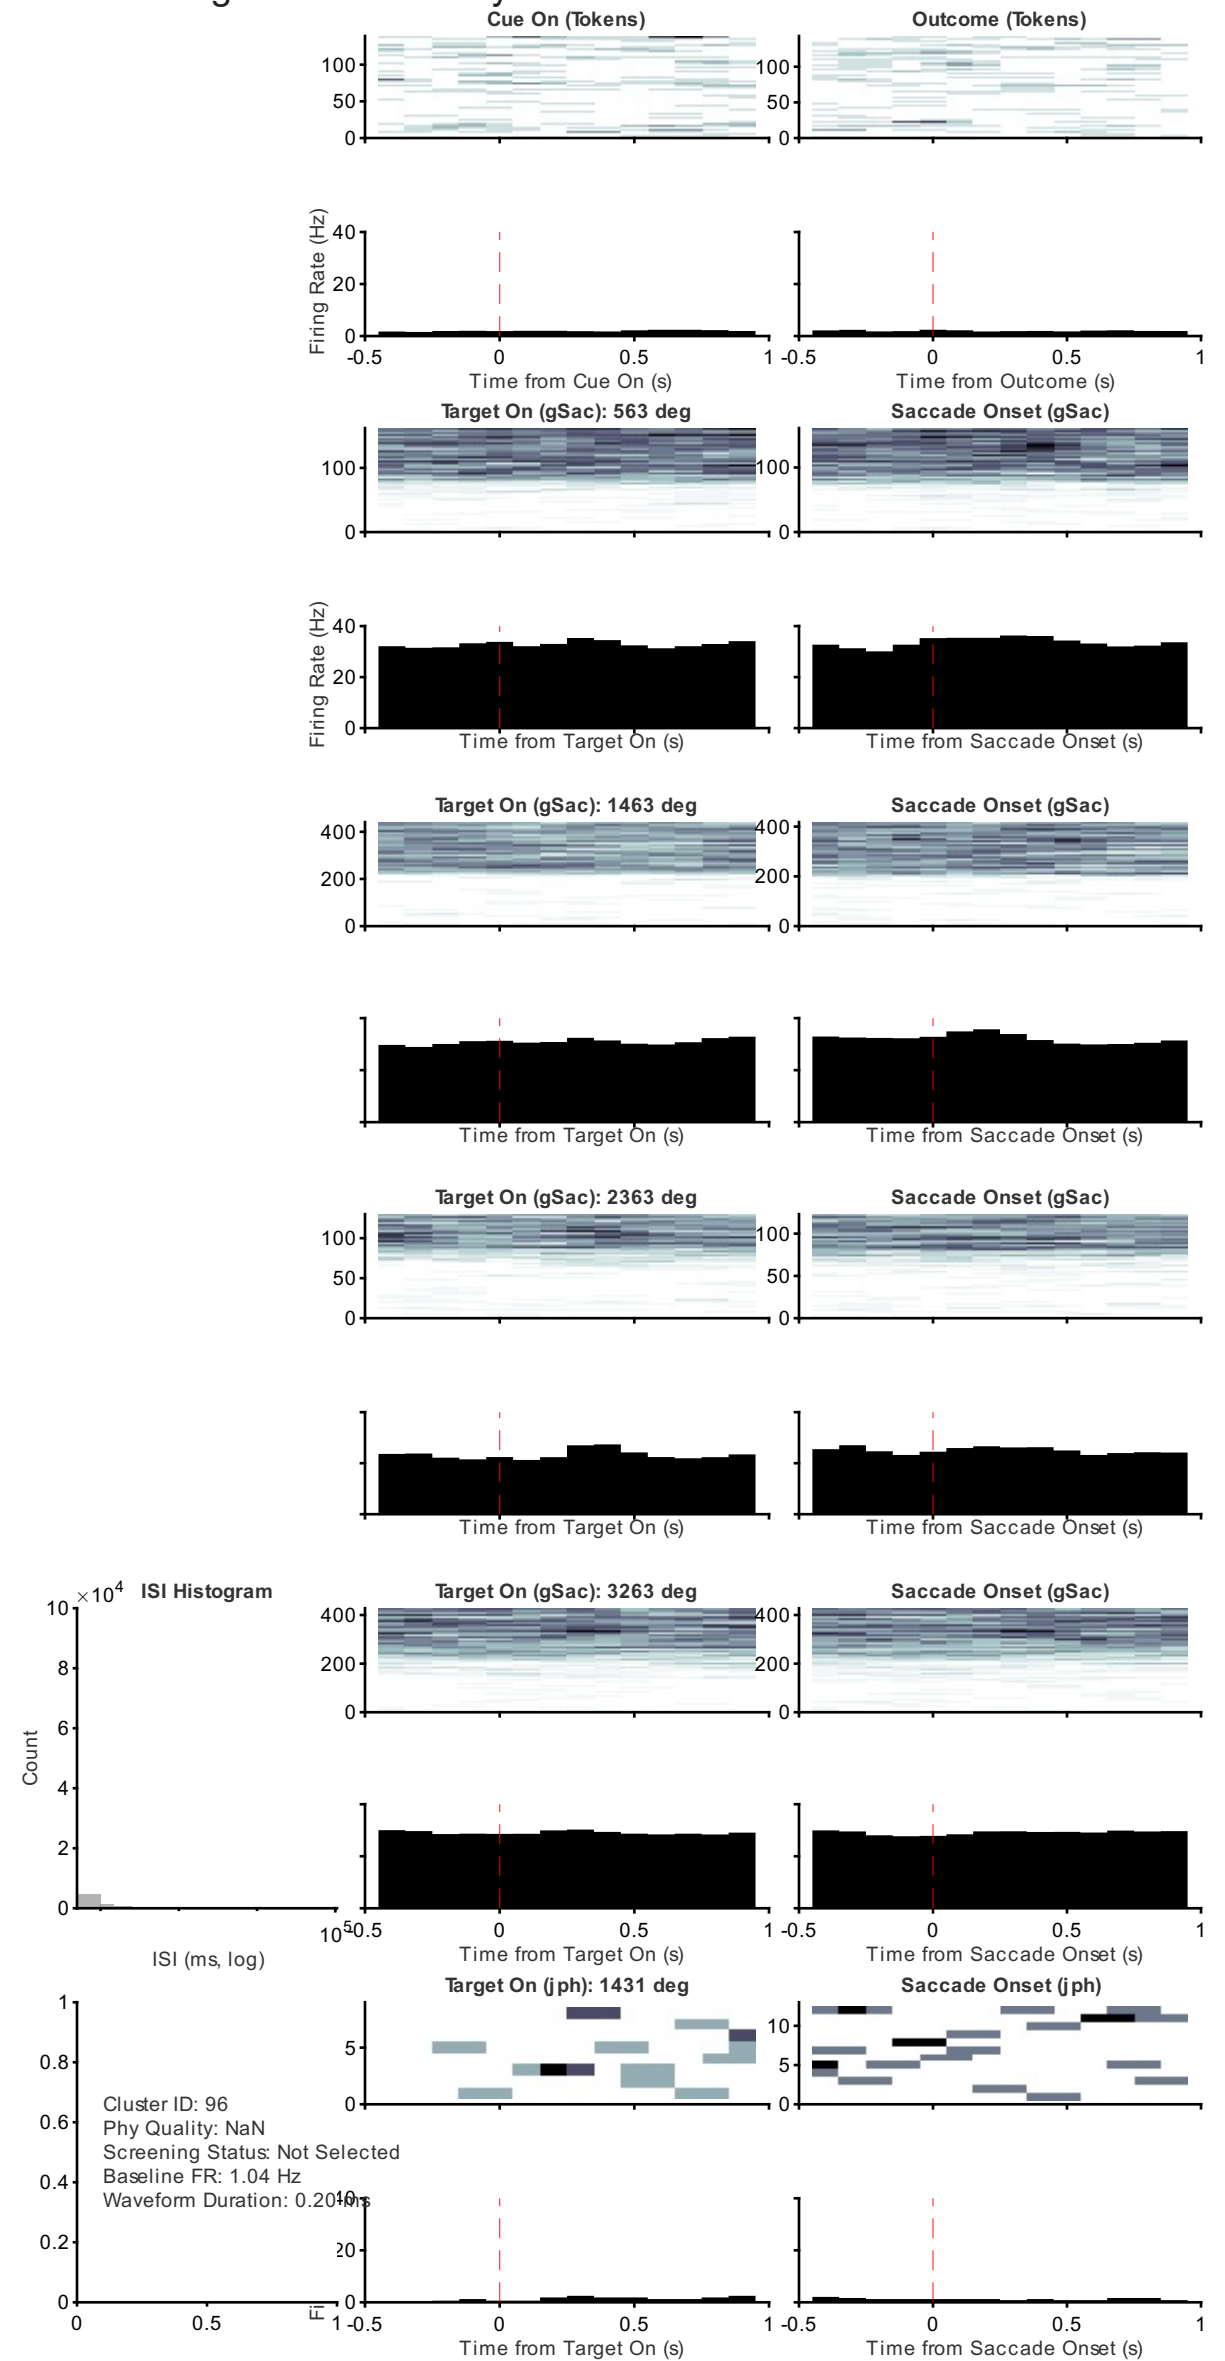 Cue On (Tokens)
Outcome (Tokens)
100
50
0
100
50
0
Firing Rate (Hz)
40
20
0
-0.5
0
0.5
1
-0.5
0
0.5
1
Time from Cue On (s)
Time from Outcome (s)
Target On (gSac): 563 deg
Saccade Onset (gSac)
100
0
100
0
Firing Rate (Hz)
40
20
0
Time from Target On (s)
Time from Saccade Onset (s)
Target On (gSac): 1463 deg
Saccade Onset (gSac)
400
200
0
400
200
0
Time from Target On (s)
Time from Saccade Onset (s)
Target On (gSac): 2363 deg
Saccade Onset (gSac)
100
50
0
100
50
0
Time from Target On (s)
Time from Saccade Onset (s)
×10⁴
ISI Histogram
10
8
6
4
2
0
Count
10⁵
ISI (ms, log)
Target On (gSac): 3263 deg
Saccade Onset (gSac)
400
200
0
400
200
0
-0.5
0
0.5
1
-0.5
0
0.5
1
Time from Target On (s)
Time from Saccade Onset (s)
Target On (jph): 1431 deg
Saccade Onset (jph)
5
0
10
5
0
1
0.8
0.6
0.4
0.2
0
0
0.5
1
Cluster ID: 96
Phy Quality: NaN
Screening Status: Not Selected
Baseline FR: 1.04 Hz
Waveform Duration: 0.20 ms
40
20
0
Fi
-0.5
0
0.5
1
-0.5
0
0.5
1
Time from Target On (s)
Time from Saccade Onset (s)